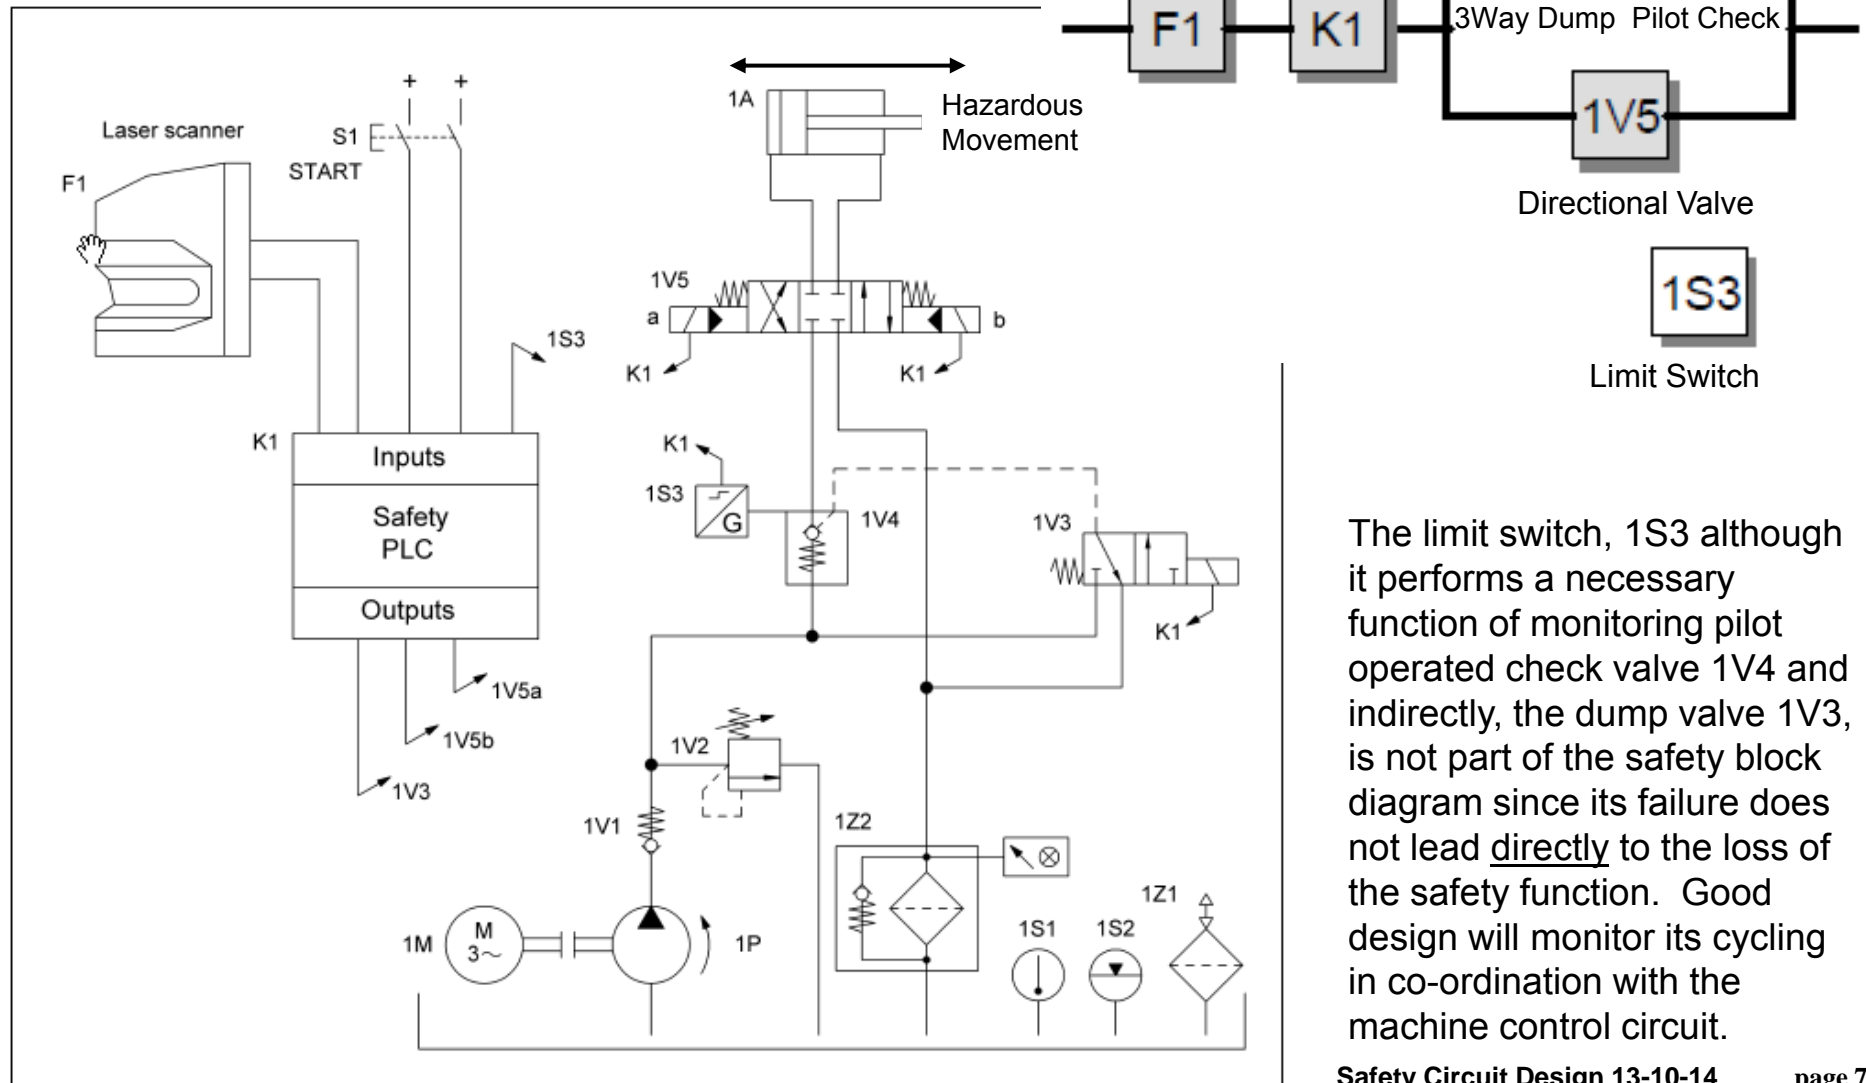 F1
K1
3Way Dump Pilot Check
1V5
Directional Valve
1S3
Limit Switch
Hazardous
Movement
1A
Laser scanner
F1
+ +
S1
START
1V5
a
b
K1
K1
1S3
K1
Inputs
Safety
PLC
Outputs
1V5a
1V5b
1V3
K1
1S3
G
1V4
1V3
K1
1V2
1V1
1Z2
1M
M
3~
1P
1S1
1S2
1Z1
The limit switch, 1S3 although
it performs a necessary
function of monitoring pilot
operated check valve 1V4 and
indirectly, the dump valve 1V3,
is not part of the safety block
diagram since its failure does
not lead directly to the loss of
the safety function. Good
design will monitor its cycling
in co-ordination with the
machine control circuit.
Safety Circuit Design 13-10-14 page 7